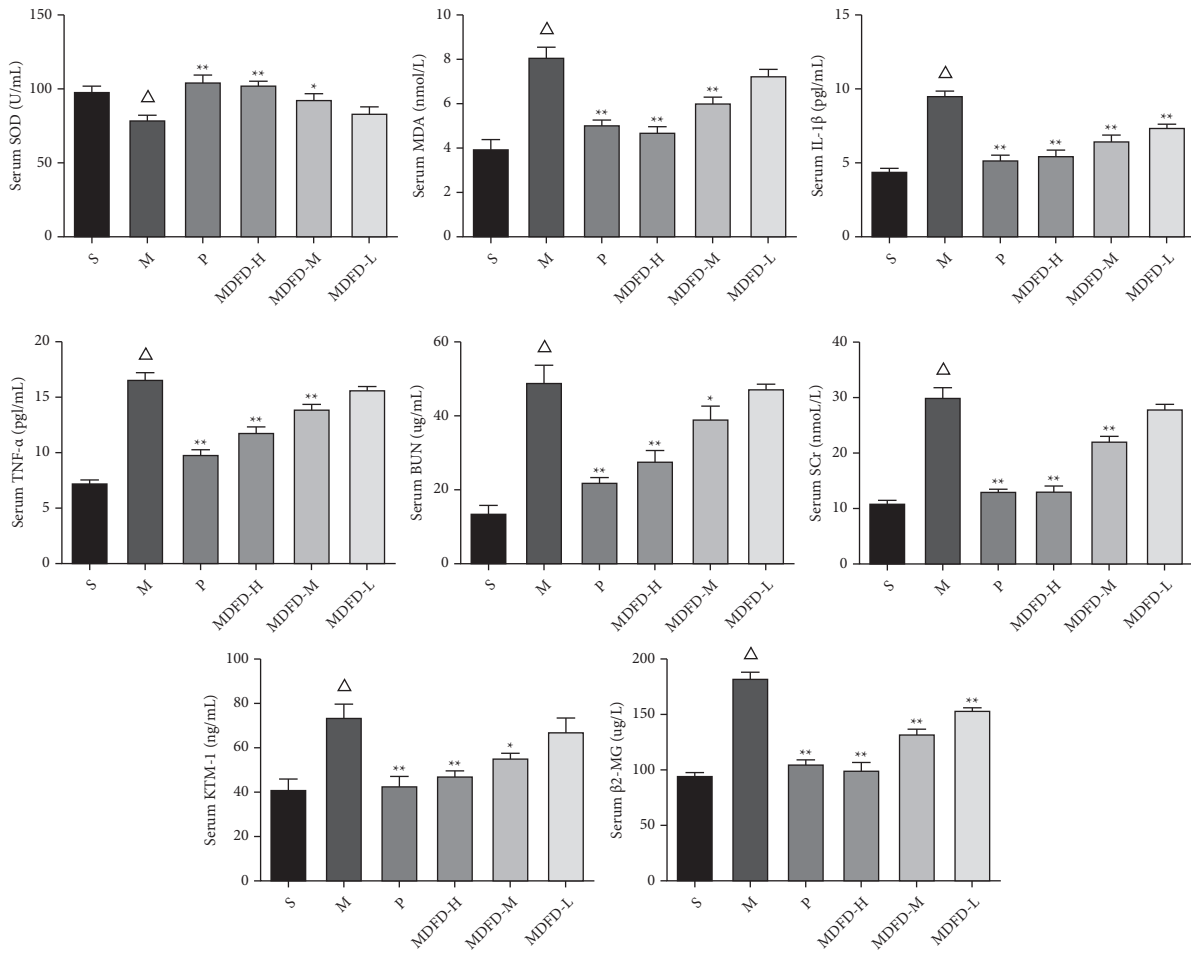 Serum SOD (U/mL)
150
100
50
0
△
**
**
*
S
M
P
MDFD-H
MDFD-M
MDFD-L
Serum MDA (nmol/L)
10
8
6
4
2
0
△
**
**
**
S
M
P
MDFD-H
MDFD-M
MDFD-L
Serum IL-1β (pgl/mL)
15
10
5
0
△
**
**
**
**
S
M
P
MDFD-H
MDFD-M
MDFD-L
Serum TNF-α (pgl/mL)
20
15
10
5
0
△
**
**
**
S
M
P
MDFD-H
MDFD-M
MDFD-L
Serum BUN (ug/mL)
60
40
20
0
△
**
**
*
S
M
P
MDFD-H
MDFD-M
MDFD-L
Serum SCr (nmoL/L)
40
30
20
10
0
△
**
**
**
S
M
P
MDFD-H
MDFD-M
MDFD-L
Serum KTM-1 (ng/mL)
100
80
60
40
20
0
△
**
**
*
S
M
P
MDFD-H
MDFD-M
MDFD-L
Serum β2-MG (ug/L)
200
150
100
50
0
△
**
**
**
**
S
M
P
MDFD-H
MDFD-M
MDFD-L